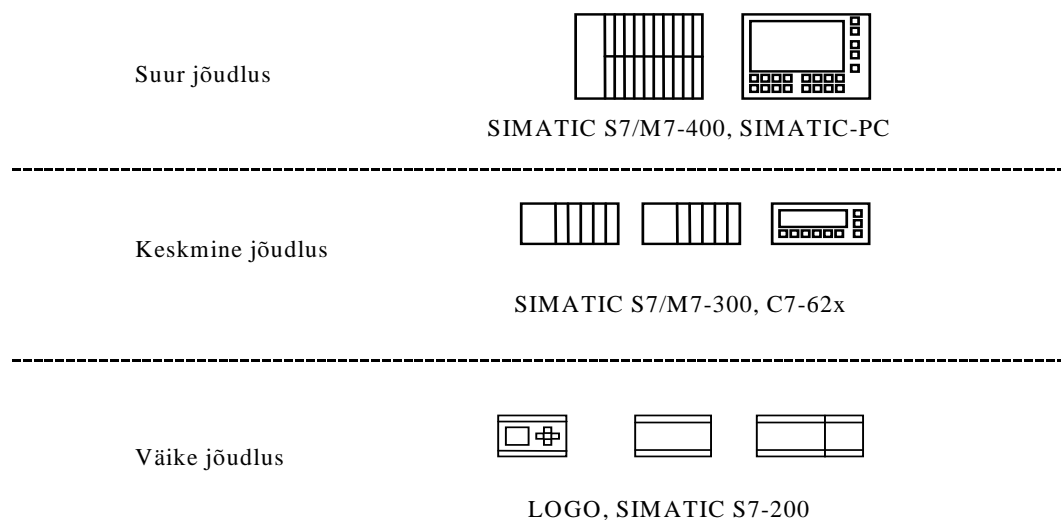 Suur jõudlus
SIMATIC S7/M7-400, SIMATIC-PC
Keskmine jõudlus
SIMATIC S7/M7-300, C7-62x
Väike jõudlus
LOGO, SIMATIC S7-200